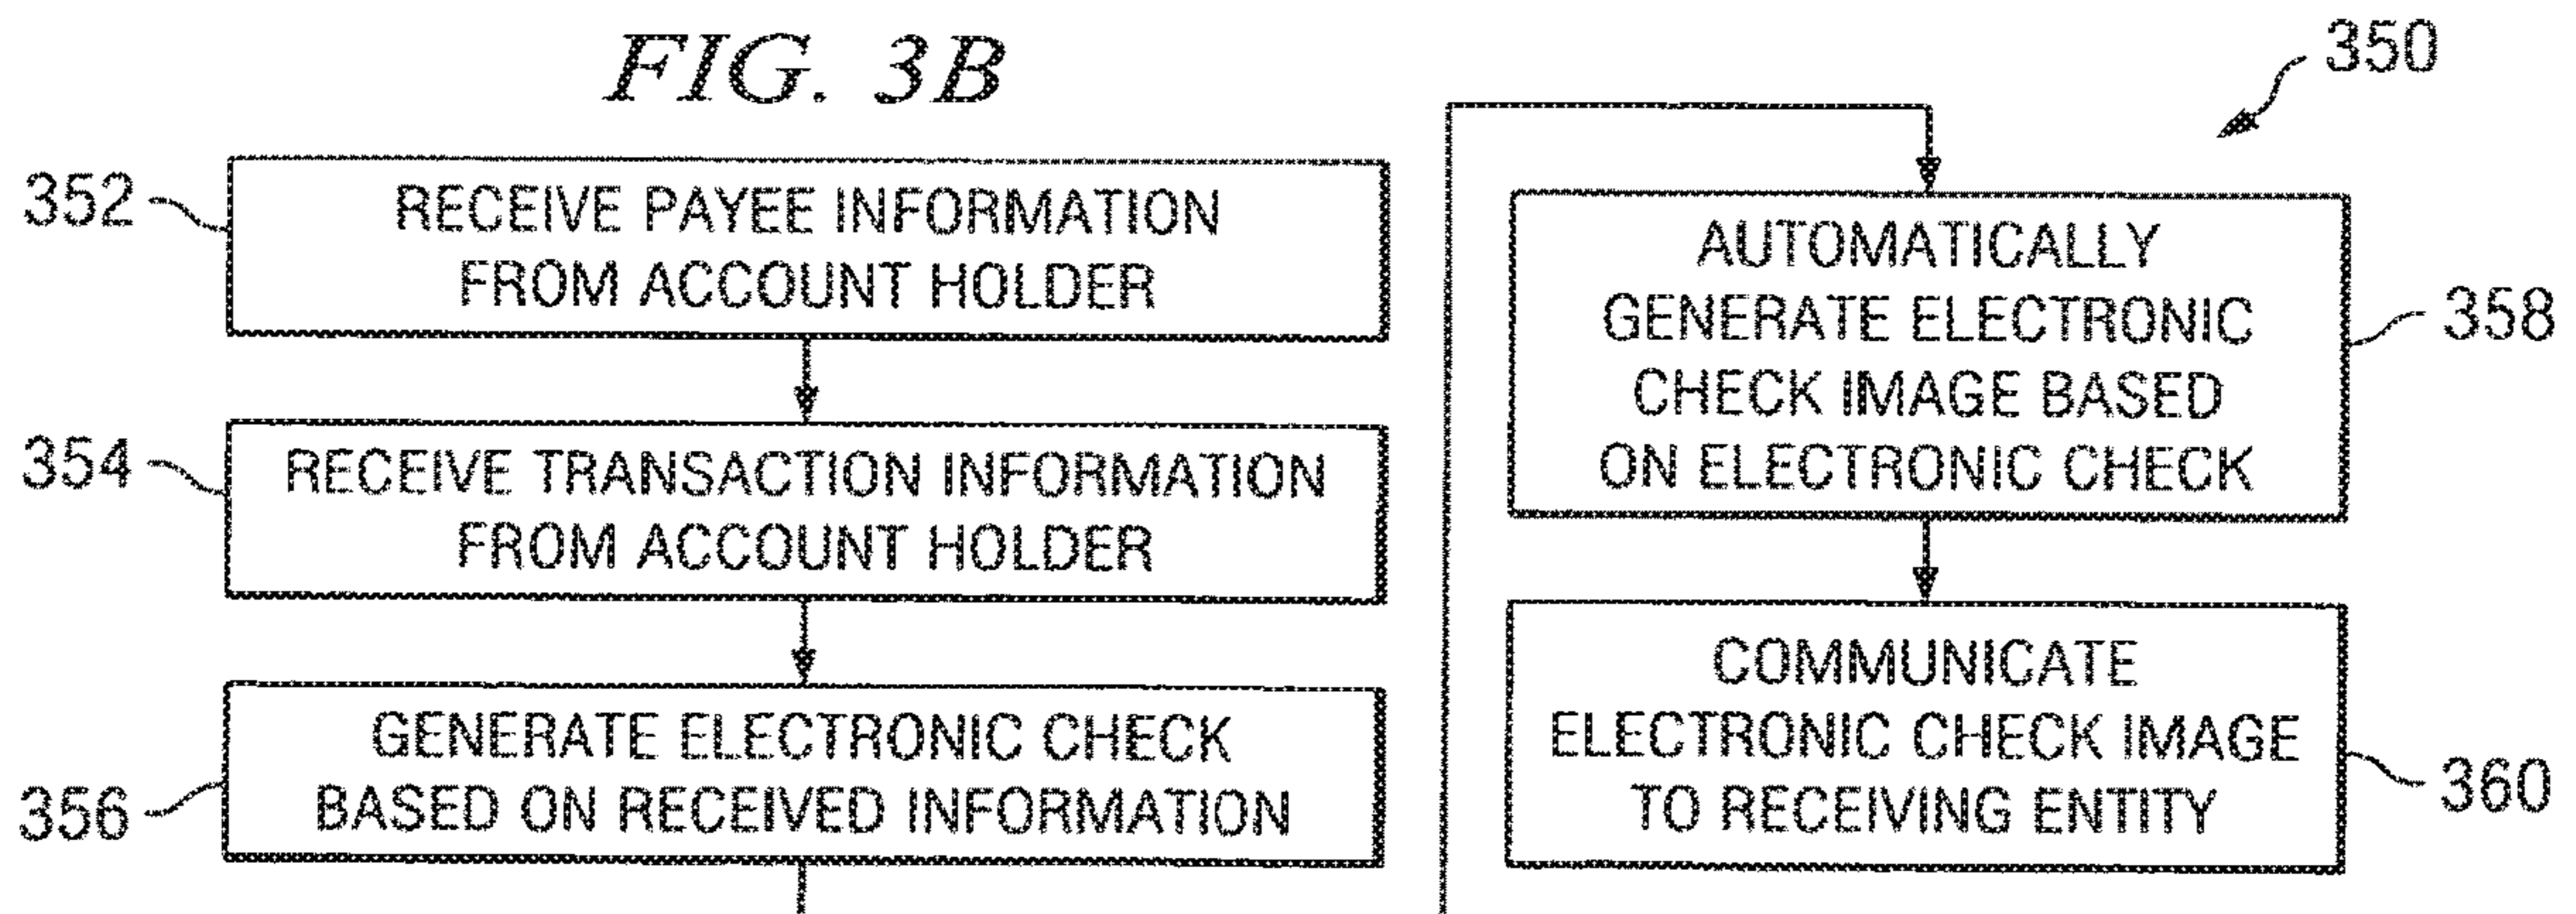 FIG. 3B
350
352
RECEIVE PAYEE INFORMATION
FROM ACCOUNT HOLDER
354
RECEIVE TRANSACTION INFORMATION
FROM ACCOUNT HOLDER
356
GENERATE ELECTRONIC CHECK
BASED ON RECEIVED INFORMATION
AUTOMATICALLY
GENERATE ELECTRONIC
CHECK IMAGE BASED
ON ELECTRONIC CHECK
358
COMMUNICATE
ELECTRONIC CHECK IMAGE
TO RECEIVING ENTITY
360